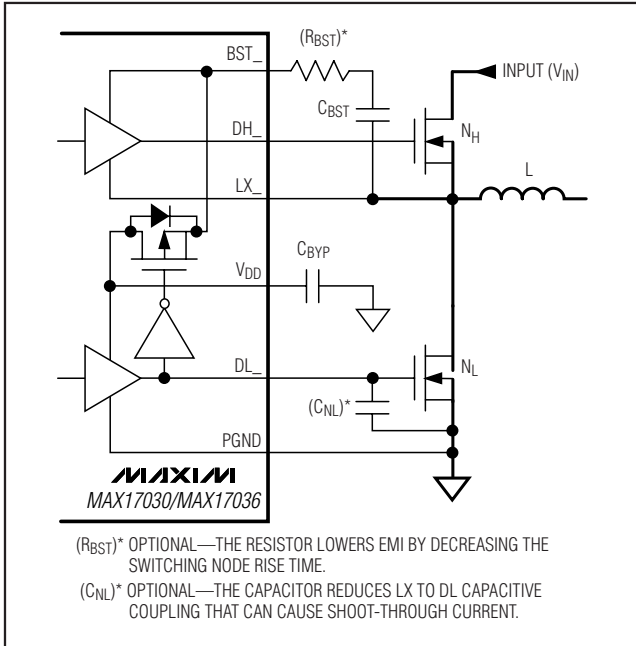 BST_
(RBST)*
INPUT (VIN)
CBST
DH_
NH
L
LX_
CBYP
VDD
DL_
NL
(CNL)*
PGND
MAXIM
MAX17030/MAX17036
(RBST)* OPTIONAL—THE RESISTOR LOWERS EMI BY DECREASING THE
SWITCHING NODE RISE TIME.
(CNL)* OPTIONAL—THE CAPACITOR REDUCES LX TO DL CAPACITIVE
COUPLING THAT CAN CAUSE SHOOT-THROUGH CURRENT.